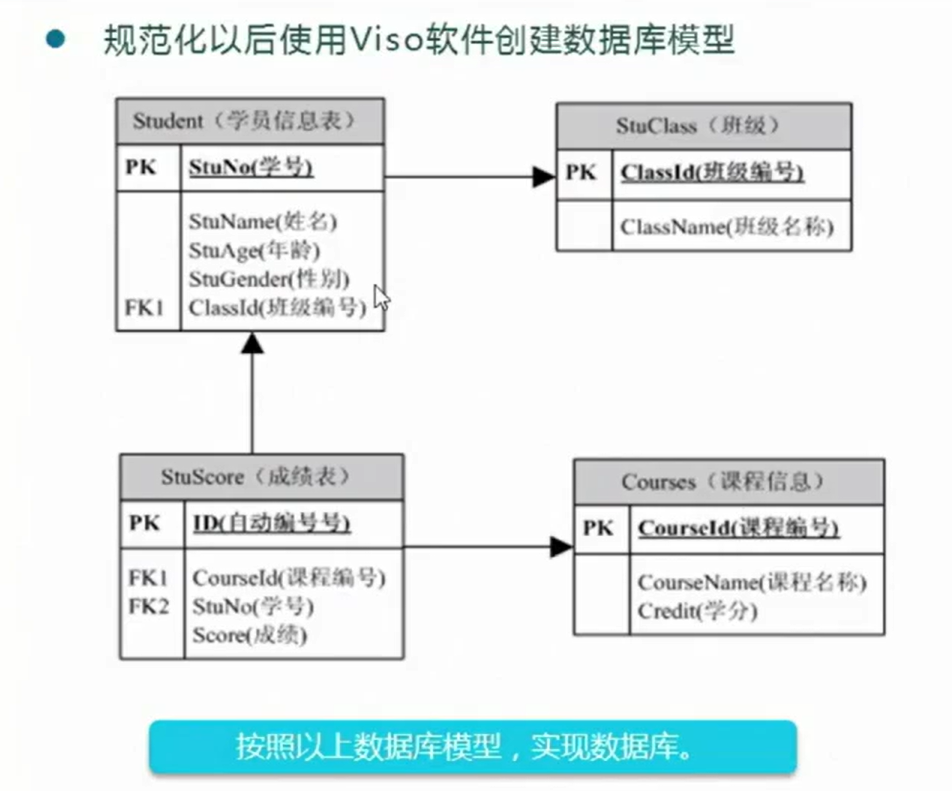 规范化以后使用Viso软件创建数据库模型
Student（学员信息表）
PK StuNo(学号)
StuName(姓名)
StuAge(年龄)
StuGender(性别)
FK1 ClassId(班级编号)
StuClass（班级）
PK ClassId(班级编号)
ClassName(班级名称)
StuScore（成绩表）
PK ID(自动编号号)
FK1 CourseId(课程编号)
FK2 StuNo(学号)
Score(成绩)
Courses（课程信息）
PK CourseId(课程编号)
CourseName(课程名称)
Credit(学分)
按照以上数据库模型，实现数据库。